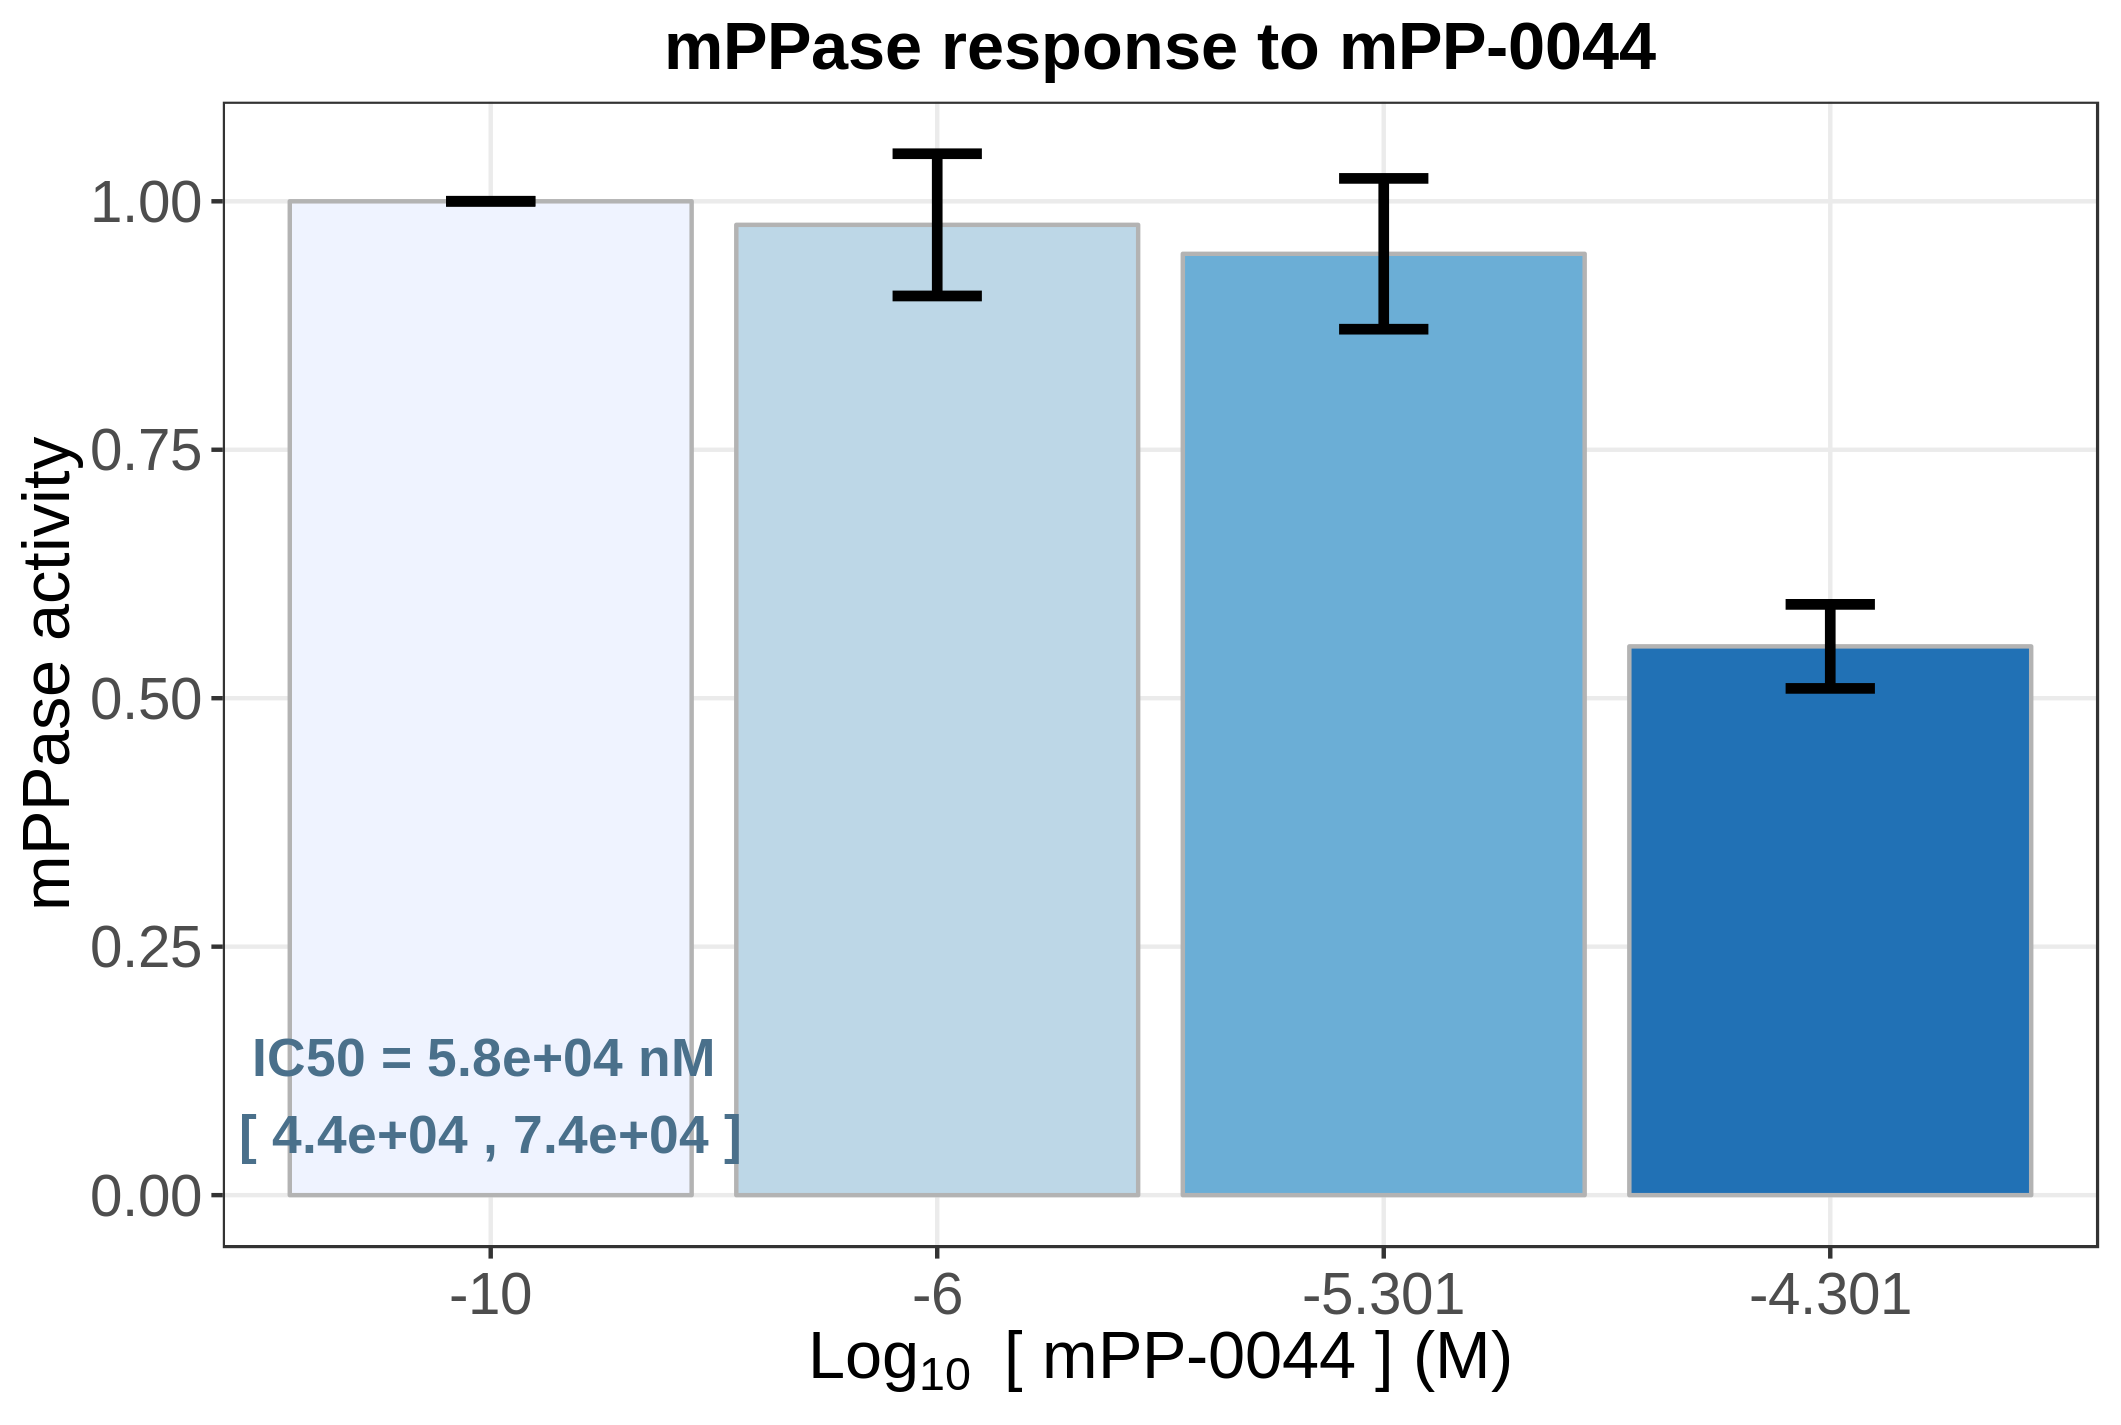 mPPase response to mPP-0044
mPPase activity
1.00
0.75
0.50
0.25
0.00
IC50 = 5.8e+04 nM
[ 4.4e+04 , 7.4e+04 ]
-10 -6 -5.301 -4.301
Log10 [ mPP-0044 ] (M)